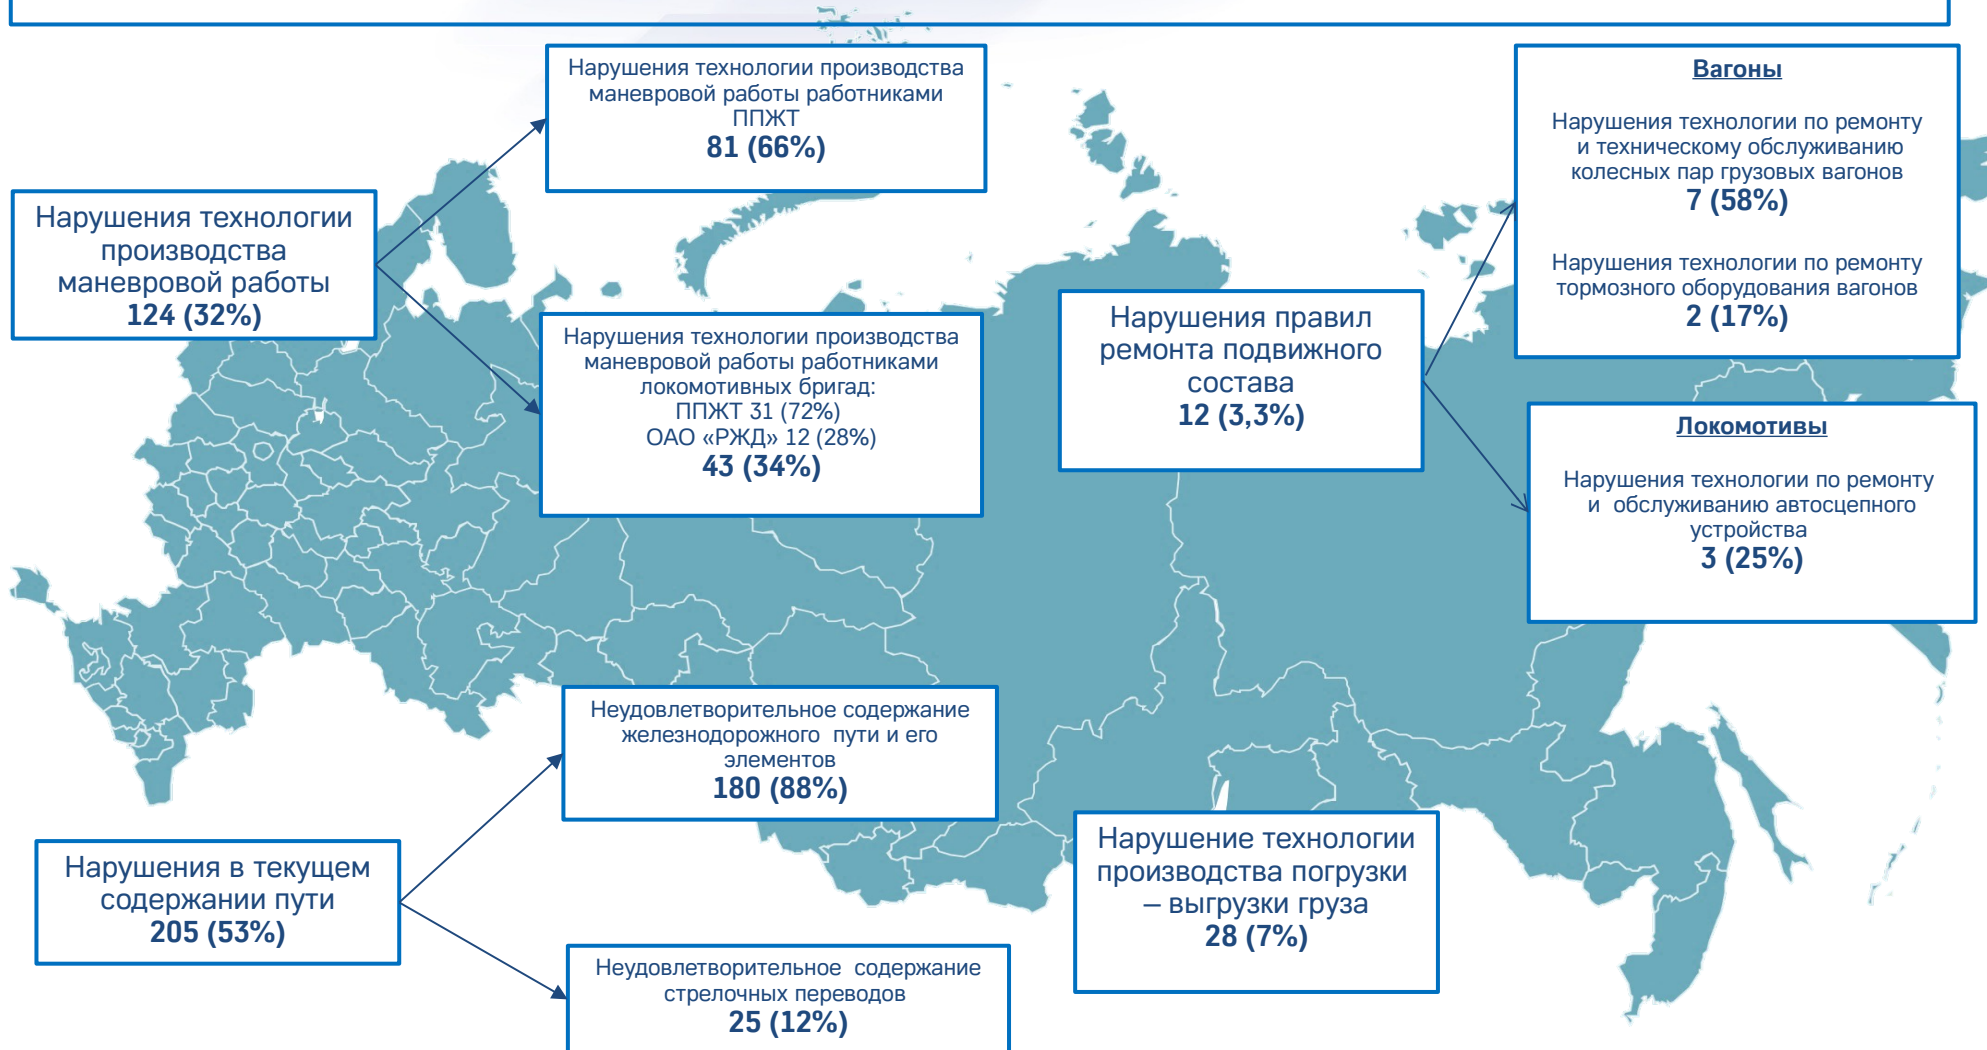 Нарушения технологии
производства
маневровой работы
124 (32%)
Нарушения технологии производства
маневровой работы работниками
ППЖТ
81 (66%)
Нарушения технологии производства
маневровой работы работниками
локомотивных бригад:
ППЖТ 31 (72%)
ОАО «РЖД» 12 (28%)
43 (34%)
Нарушения правил
ремонта подвижного
состава
12 (3,3%)
Вагоны
Нарушения технологии по ремонту
и техническому обслуживанию
колесных пар грузовых вагонов
7 (58%)
Нарушения технологии по ремонту
тормозного оборудования вагонов
2 (17%)
Локомотивы
Нарушения технологии по ремонту
и обслуживанию автосцепного
устройства
3 (25%)
Нарушения в текущем
содержании пути
205 (53%)
Неудовлетворительное содержание
железнодорожного пути и его
элементов
180 (88%)
Неудовлетворительное содержание
стрелочных переводов
25 (12%)
Нарушение технологии
производства погрузки
– выгрузки груза
28 (7%)